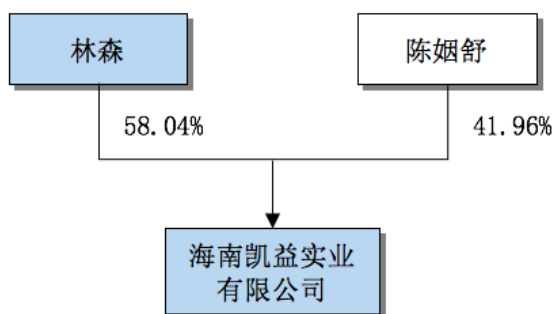 林森
陈姻舒
58.04%
41.96%
海南凯益实业
有限公司